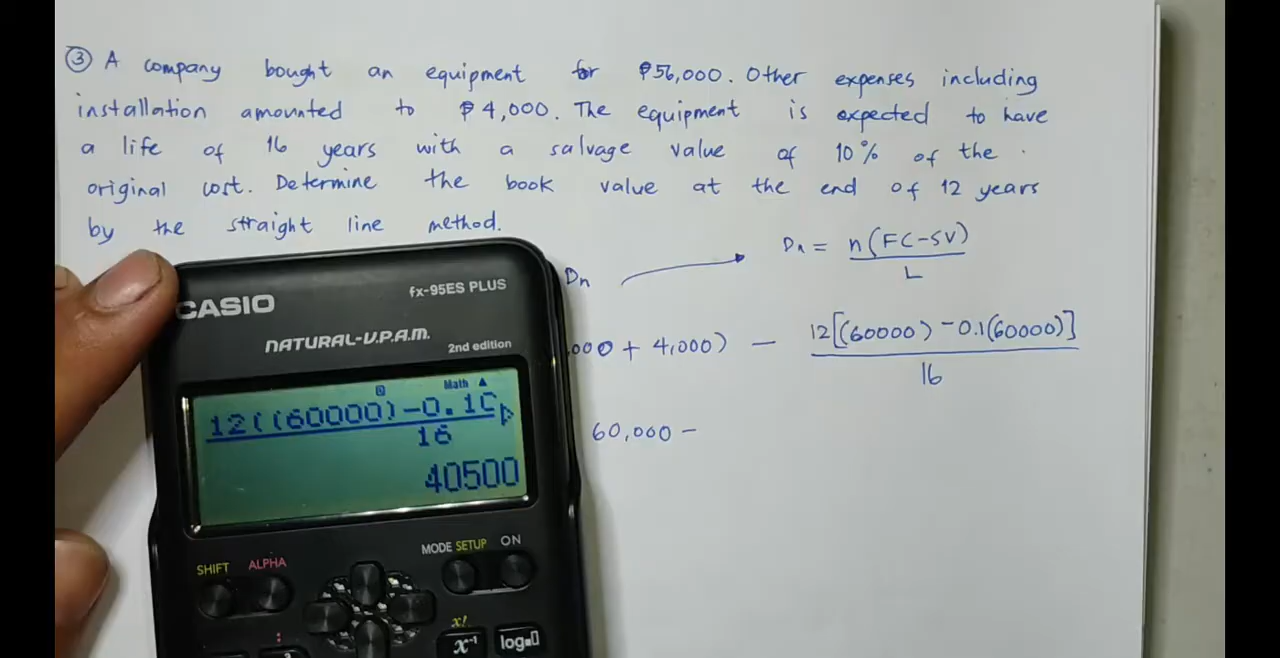 ③ A company bought an equipment for ₱56,000. Other expenses including
installation amounted to ₱4,000. The equipment is expected to have
a life of 16 years with a salvage value of 10% of the
original cost. Determine the book value at the end of 12 years
by the straight line method.
Dn
Dn = n(FC-SV)
L
000 + 4,000) — 12[(60000) - 0.1(60000)]
16
60,000 -
CASIO
fx-95ES PLUS
NATURAL-V.P.A.M.
2nd edition
Math ▲
12((60000)-0.1(
16
40500
MODE SETUP ON
SHIFT ALPHA
x!
x⁻¹ log